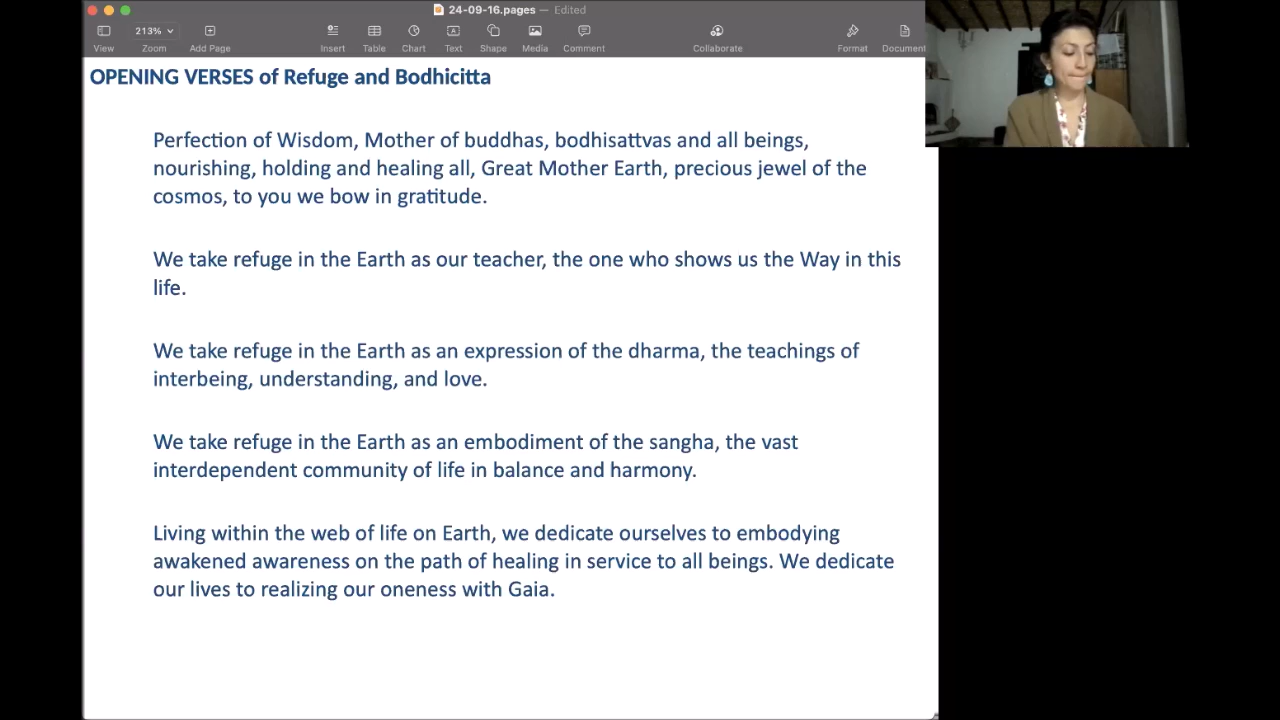 24-09-16.pages — Edited
213%
View Zoom Add Page Insert Table Chart Text Shape Media Comment Collaborate Format Document
OPENING VERSES of Refuge and Bodhicitta
Perfection of Wisdom, Mother of buddhas, bodhisattvas and all beings,
nourishing, holding and healing all, Great Mother Earth, precious jewel of the
cosmos, to you we bow in gratitude.
We take refuge in the Earth as our teacher, the one who shows us the Way in this
life.
We take refuge in the Earth as an expression of the dharma, the teachings of
interbeing, understanding, and love.
We take refuge in the Earth as an embodiment of the sangha, the vast
interdependent community of life in balance and harmony.
Living within the web of life on Earth, we dedicate ourselves to embodying
awakened awareness on the path of healing in service to all beings. We dedicate
our lives to realizing our oneness with Gaia.